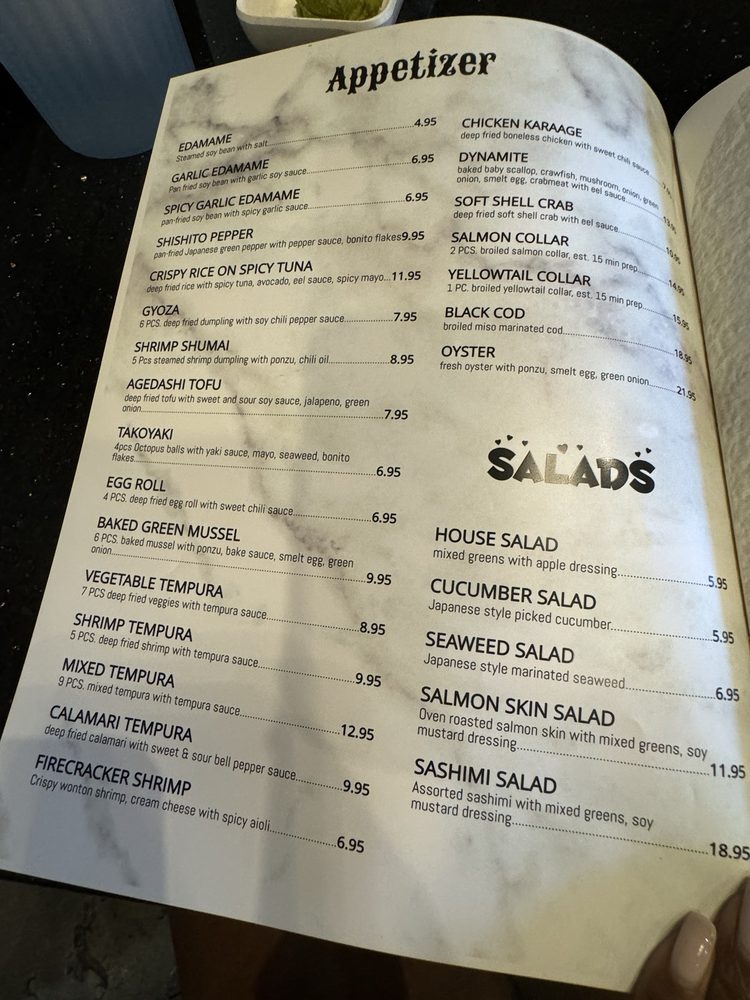 Appetizer
EDAMAME
Steamed soy bean with salt....4.95
GARLIC EDAMAME
Pan fried soy bean with garlic soy sauce....6.95
SPICY GARLIC EDAMAME
pan-fried soy bean with spicy garlic sauce....6.95
SHISHITO PEPPER
pan-fried Japanese green pepper with pepper sauce, bonito flakes9.95
CRISPY RICE ON SPICY TUNA
deep fried rice with spicy tuna, avocado, eel sauce, spicy mayo...11.95
GYOZA
6 PCS. deep fried dumpling with soy chili pepper sauce....7.95
SHRIMP SHUMAI
5 Pcs steamed shrimp dumpling with ponzu, chili oil....8.95
AGEDASHI TOFU
deep fried tofu with sweet and sour soy sauce, jalapeno, green
onion....7.95
TAKOYAKI
4pcs Octopus balls with yaki sauce, mayo, seaweed, bonito
flakes....6.95
EGG ROLL
4 PCS. deep fried egg roll with sweet chili sauce....6.95
BAKED GREEN MUSSEL
6 PCS. baked mussel with ponzu, bake sauce, smelt egg, green
onion....9.95
VEGETABLE TEMPURA
7 PCS deep fried veggies with tempura sauce....8.95
SHRIMP TEMPURA
5 PCS. deep fried shrimp with tempura sauce....9.95
MIXED TEMPURA
9 PCS. mixed tempura with tempura sauce....12.95
CALAMARI TEMPURA
deep fried calamari with sweet & sour bell pepper sauce....9.95
FIRECRACKER SHRIMP
Crispy wonton shrimp, cream cheese with spicy aioli....6.95
CHICKEN KARAAGE
deep fried boneless chicken with sweet chili sauce....
DYNAMITE
baked baby scallop, crawfish, mushroom, onion, green
onion, smelt egg, crabmeat with eel sauce....13.95
SOFT SHELL CRAB
deep fried soft shell crab with eel sauce....10.95
SALMON COLLAR
2 PCS. broiled salmon collar, est. 15 min prep....14.95
YELLOWTAIL COLLAR
1 PC. broiled yellowtail collar, est. 15 min prep....15.95
BLACK COD
broiled miso marinated cod....18.95
OYSTER
fresh oyster with ponzu, smelt egg, green onion....21.95
SALADS
HOUSE SALAD
mixed greens with apple dressing....5.95
CUCUMBER SALAD
Japanese style picked cucumber....5.95
SEAWEED SALAD
Japanese style marinated seaweed....6.95
SALMON SKIN SALAD
Oven roasted salmon skin with mixed greens, soy
mustard dressing....11.95
SASHIMI SALAD
Assorted sashimi with mixed greens, soy
mustard dressing....18.95